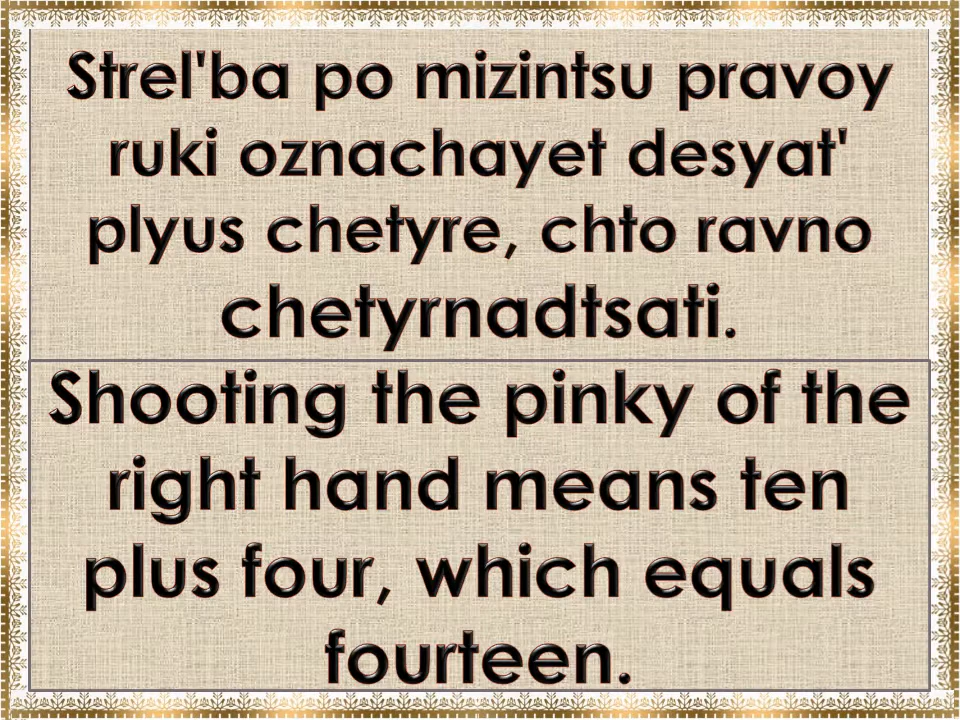 Strel'ba po mizintsu pravoy
ruki oznachayet desyat'
plyus chetyre, chto ravno
chetyrnadtsati.
Shooting the pinky of the
right hand means ten
plus four, which equals
fourteen.